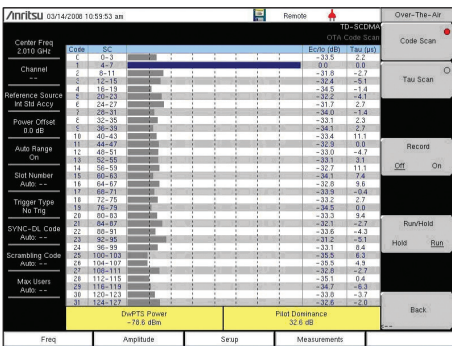 Anritsu 03/14/2008 10:59:53 am
Remote
Over-The-Air
TD-SCDMA
OTA Code Scan
Code Scan
Tau Scan
Record
Off On
Run/Hold
Hold Run
Back
Center Freq
2.010 GHz
Channel
--
Reference Source
Int Std Accy
Power Offset
0.0 dB
Auto Range
On
Slot Number
Auto: --
Trigger Type
No Trig
SYNC-DL Code
Auto: --
Scrambling Code
Auto: --
Max Users
Auto: --
Code SC Ec/Io (dB) Tau (µs)
0 0-3 -33.5 2.2
1 4-7 0.0 0.0
2 8-11 -31.8 -2.7
3 12-15 -32.4 -5.1
4 16-19 -34.5 -1.4
5 20-23 -32.2 -4.1
6 24-27 -31.7 2.7
7 28-31 -34.0 -1.4
8 32-35 -33.1 2.3
9 36-39 -34.1 2.7
10 40-43 -33.4 11.1
11 44-47 -32.9 0.0
12 48-51 -33.0 -4.7
13 52-55 -33.1 3.1
14 56-59 -32.7 11.1
15 60-63 -34.1 7.4
16 64-67 -32.8 9.6
17 68-71 -33.9 -0.4
18 72-75 -33.2 2.7
19 76-79 -34.5 0.0
20 80-83 -33.3 9.4
21 84-87 -32.1 -2.7
22 88-91 -33.6 -4.3
23 92-95 -31.2 -5.1
24 96-99 -33.1 8.4
25 100-103 -35.5 6.3
26 104-107 -35.5 4.9
27 108-111 -32.8 -2.7
28 112-115 -35.1 0.4
29 116-119 -34.7 -6.3
30 120-123 -33.8 -3.7
31 124-127 -32.6 -2.0
DwPTS Power
-78.6 dBm
Pilot Dominance
32.6 dB
Freq
Amplitude
Setup
Measurements